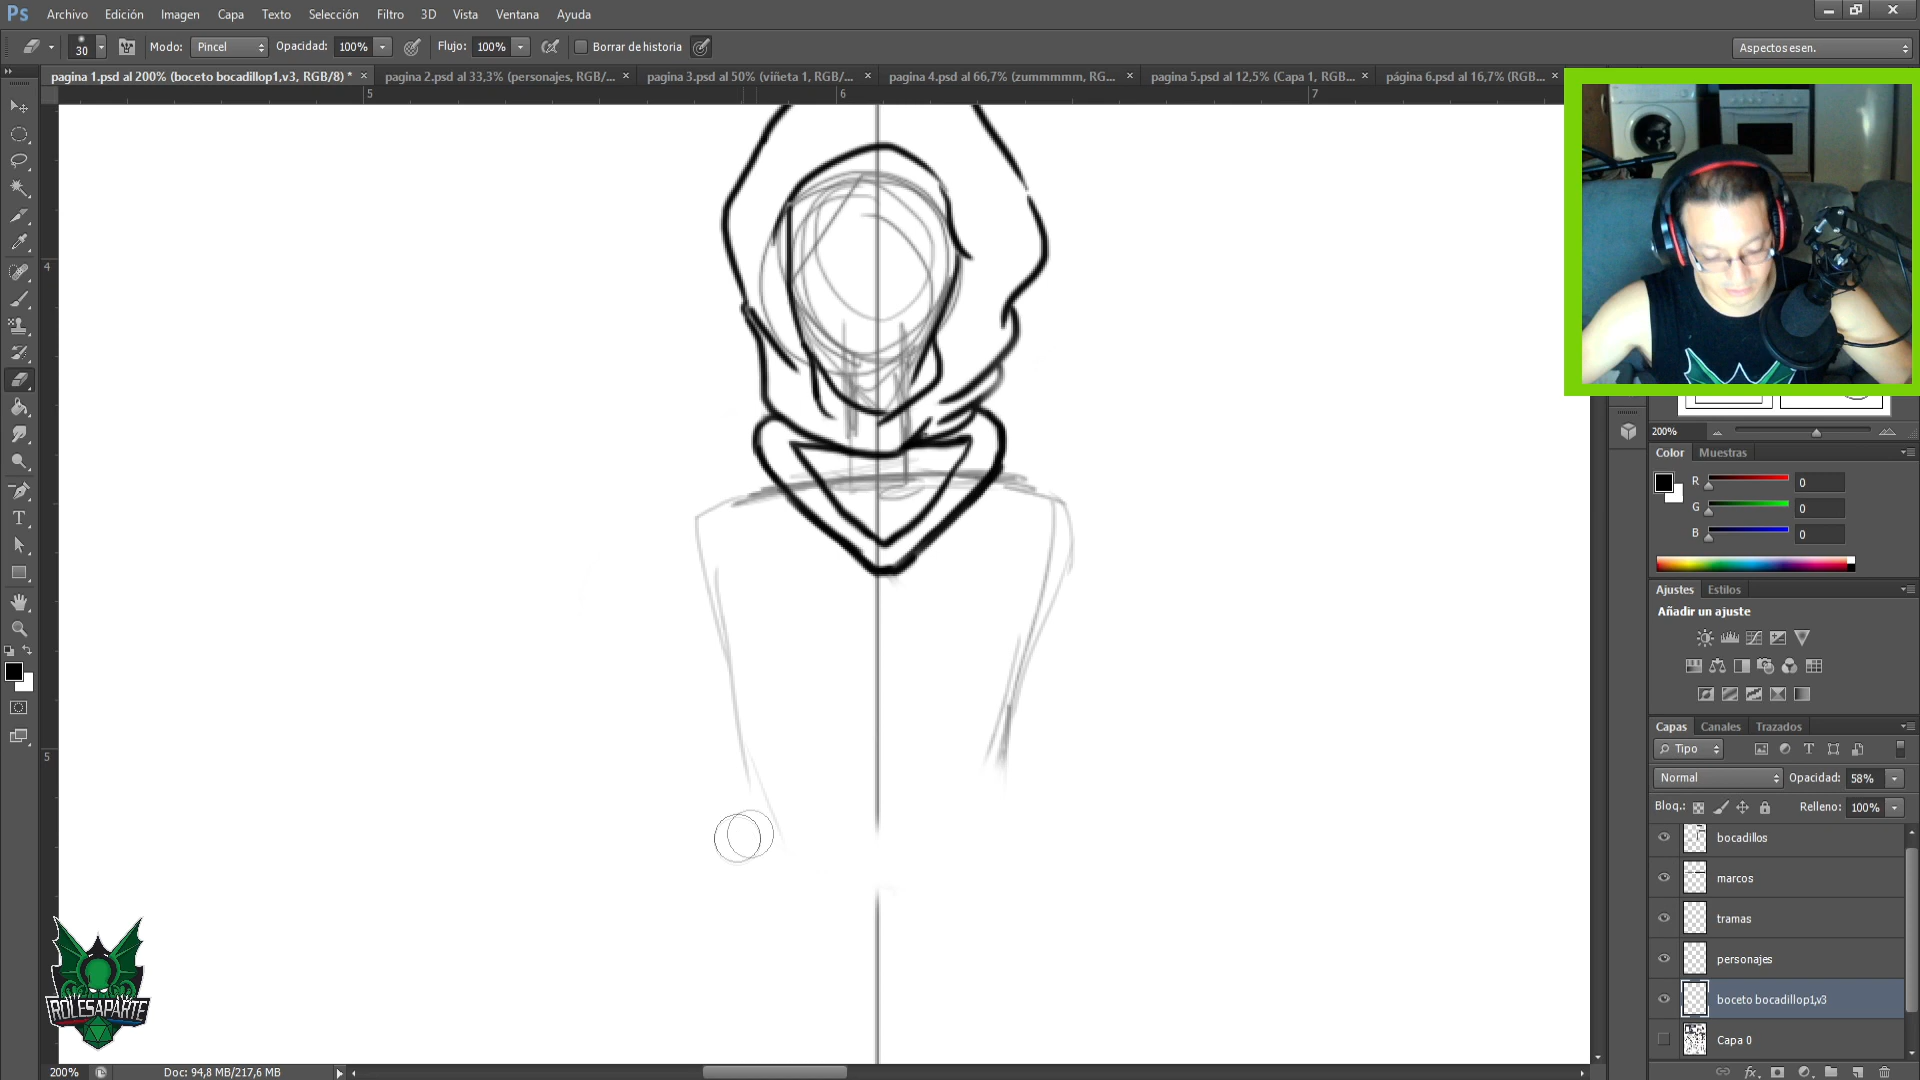 Ps Archivo Edición Imagen Capa Texto Selección Filtro 3D Vista Ventana Ayuda
30 Modo: Pincel Opacidad: 100% Flujo: 100% Borrar de historia Aspectos esen.
pagina 1.psd al 200% (boceto bocadillop1,v3, RGB/8) * × pagina 2.psd al 33,3% (personajes, RGB/... × pagina 3.psd al 50% (viñeta 1, RGB/... × pagina 4.psd al 66,7% (zummmmm, RG... × pagina 5.psd al 12,5% (Capa 1, RGB... × página 6.psd al 16,7% (RGB... ×
5 6 7
4
5
200%
Color Muestras
R 0
G 0
B 0
Ajustes Estilos
Añadir un ajuste
Capas Canales Trazados
Tipo
Normal Opacidad: 58%
Bloq.: Relleno: 100%
bocadillos
marcos
tramas
personajes
boceto bocadillop1,v3
Capa 0
ROLESAPARTE
200% Doc: 94,8 MB/217,6 MB